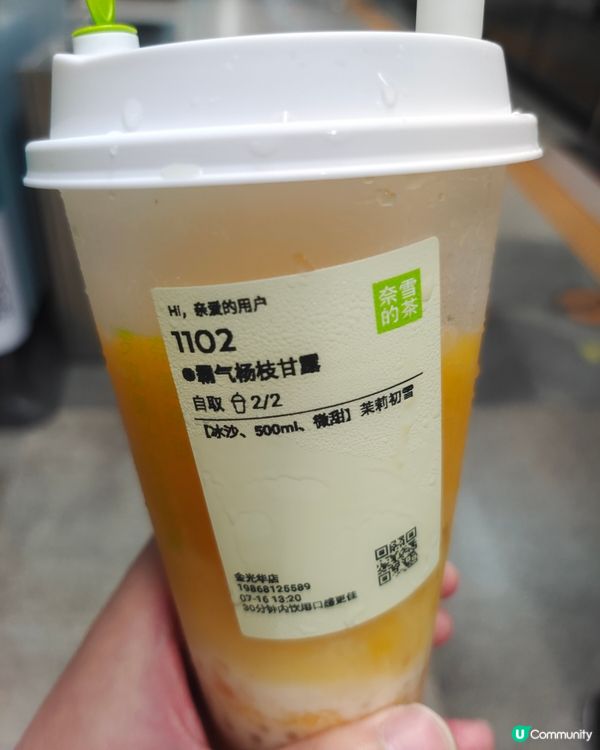 Hi, 亲爱的用户
奈雪
的茶
1102
●霸气杨枝甘露
自取 2/2
【冰沙、500ml、微甜】茉莉初雪
金光华店
19868125589
07-16 13:20
30分钟内饮用口感更佳
U Community